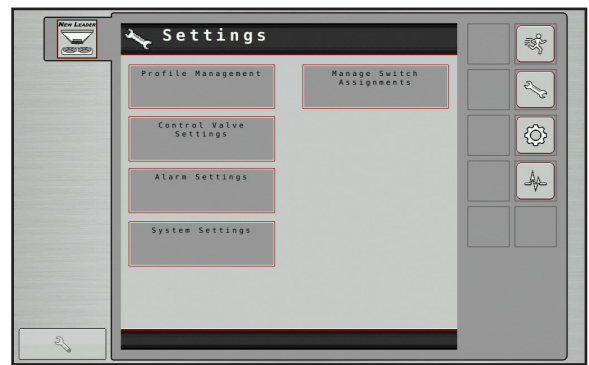 NEW LEADER
Settings
Profile Management
Manage Switch
Assignments
Control Valve
Settings
Alarm Settings
System Settings